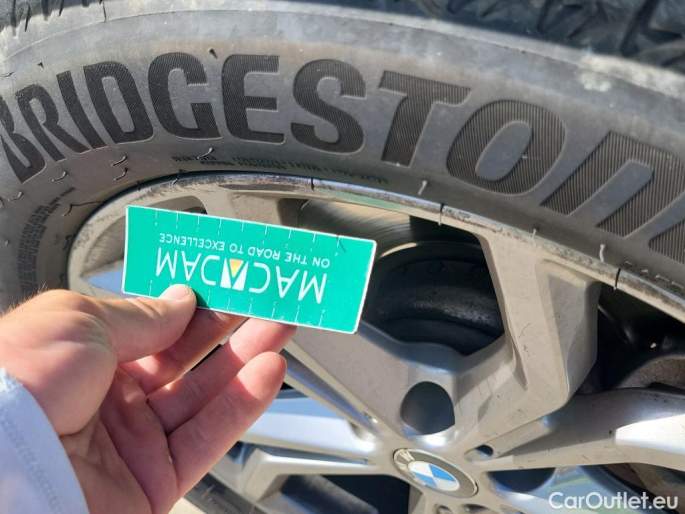 BRIDGESTON
ON THE ROAD TO EXCELLENCE
MACADAM
CarOutlet.eu